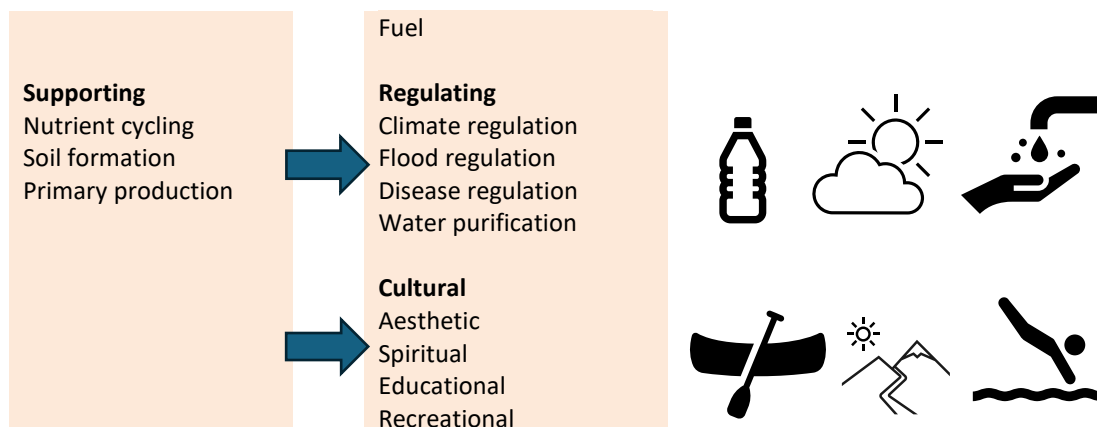 Supporting
Nutrient cycling
Soil formation
Primary production
Fuel
Regulating
Climate regulation
Flood regulation
Disease regulation
Water purification
Cultural
Aesthetic
Spiritual
Educational
Recreational